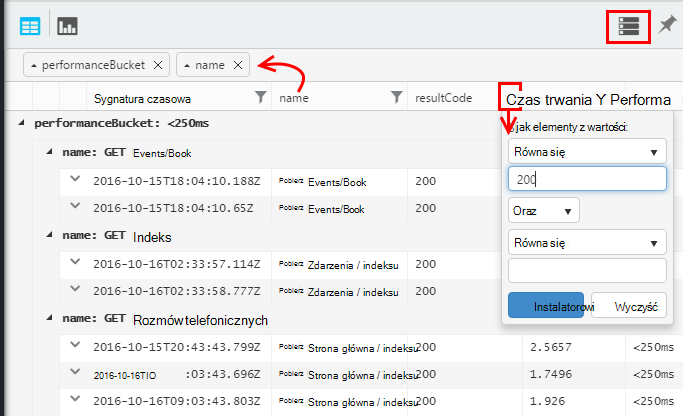 performanceBucket × name ×
Sygnatura czasowa name resultCode Czas trwania Y Performa
performanceBucket: <250ms
jak elementy z wartości:
Równa się
name: GET Events/Book
2016-10-15T18:04:10.188Z Pobierz Events/Book 200
200
2016-10-15T18:04:10.65Z Pobierz Events/Book 200
Oraz
name: GET Indeks
Równa się
2016-10-16T02:33:57.114Z Pobierz Zdarzenia / indeksu 200
2016-10-16T02:33:58.777Z Pobierz Zdarzenia / indeksu 200
Instalatorowi Wyczyść
name: GET Rozmów telefonicznych
2016-10-15T20:43:43.799Z Pobierz Strona główna / indeksu 200 2.5657 <250ms
2016-10-16TIO :03:43.696Z Pobierz Strona główna / indeksu 200 1.7496 <250ms
2016-10-16T09:03:43.803Z Pobierz Strona główna / indeksu 200 1.926 <250ms